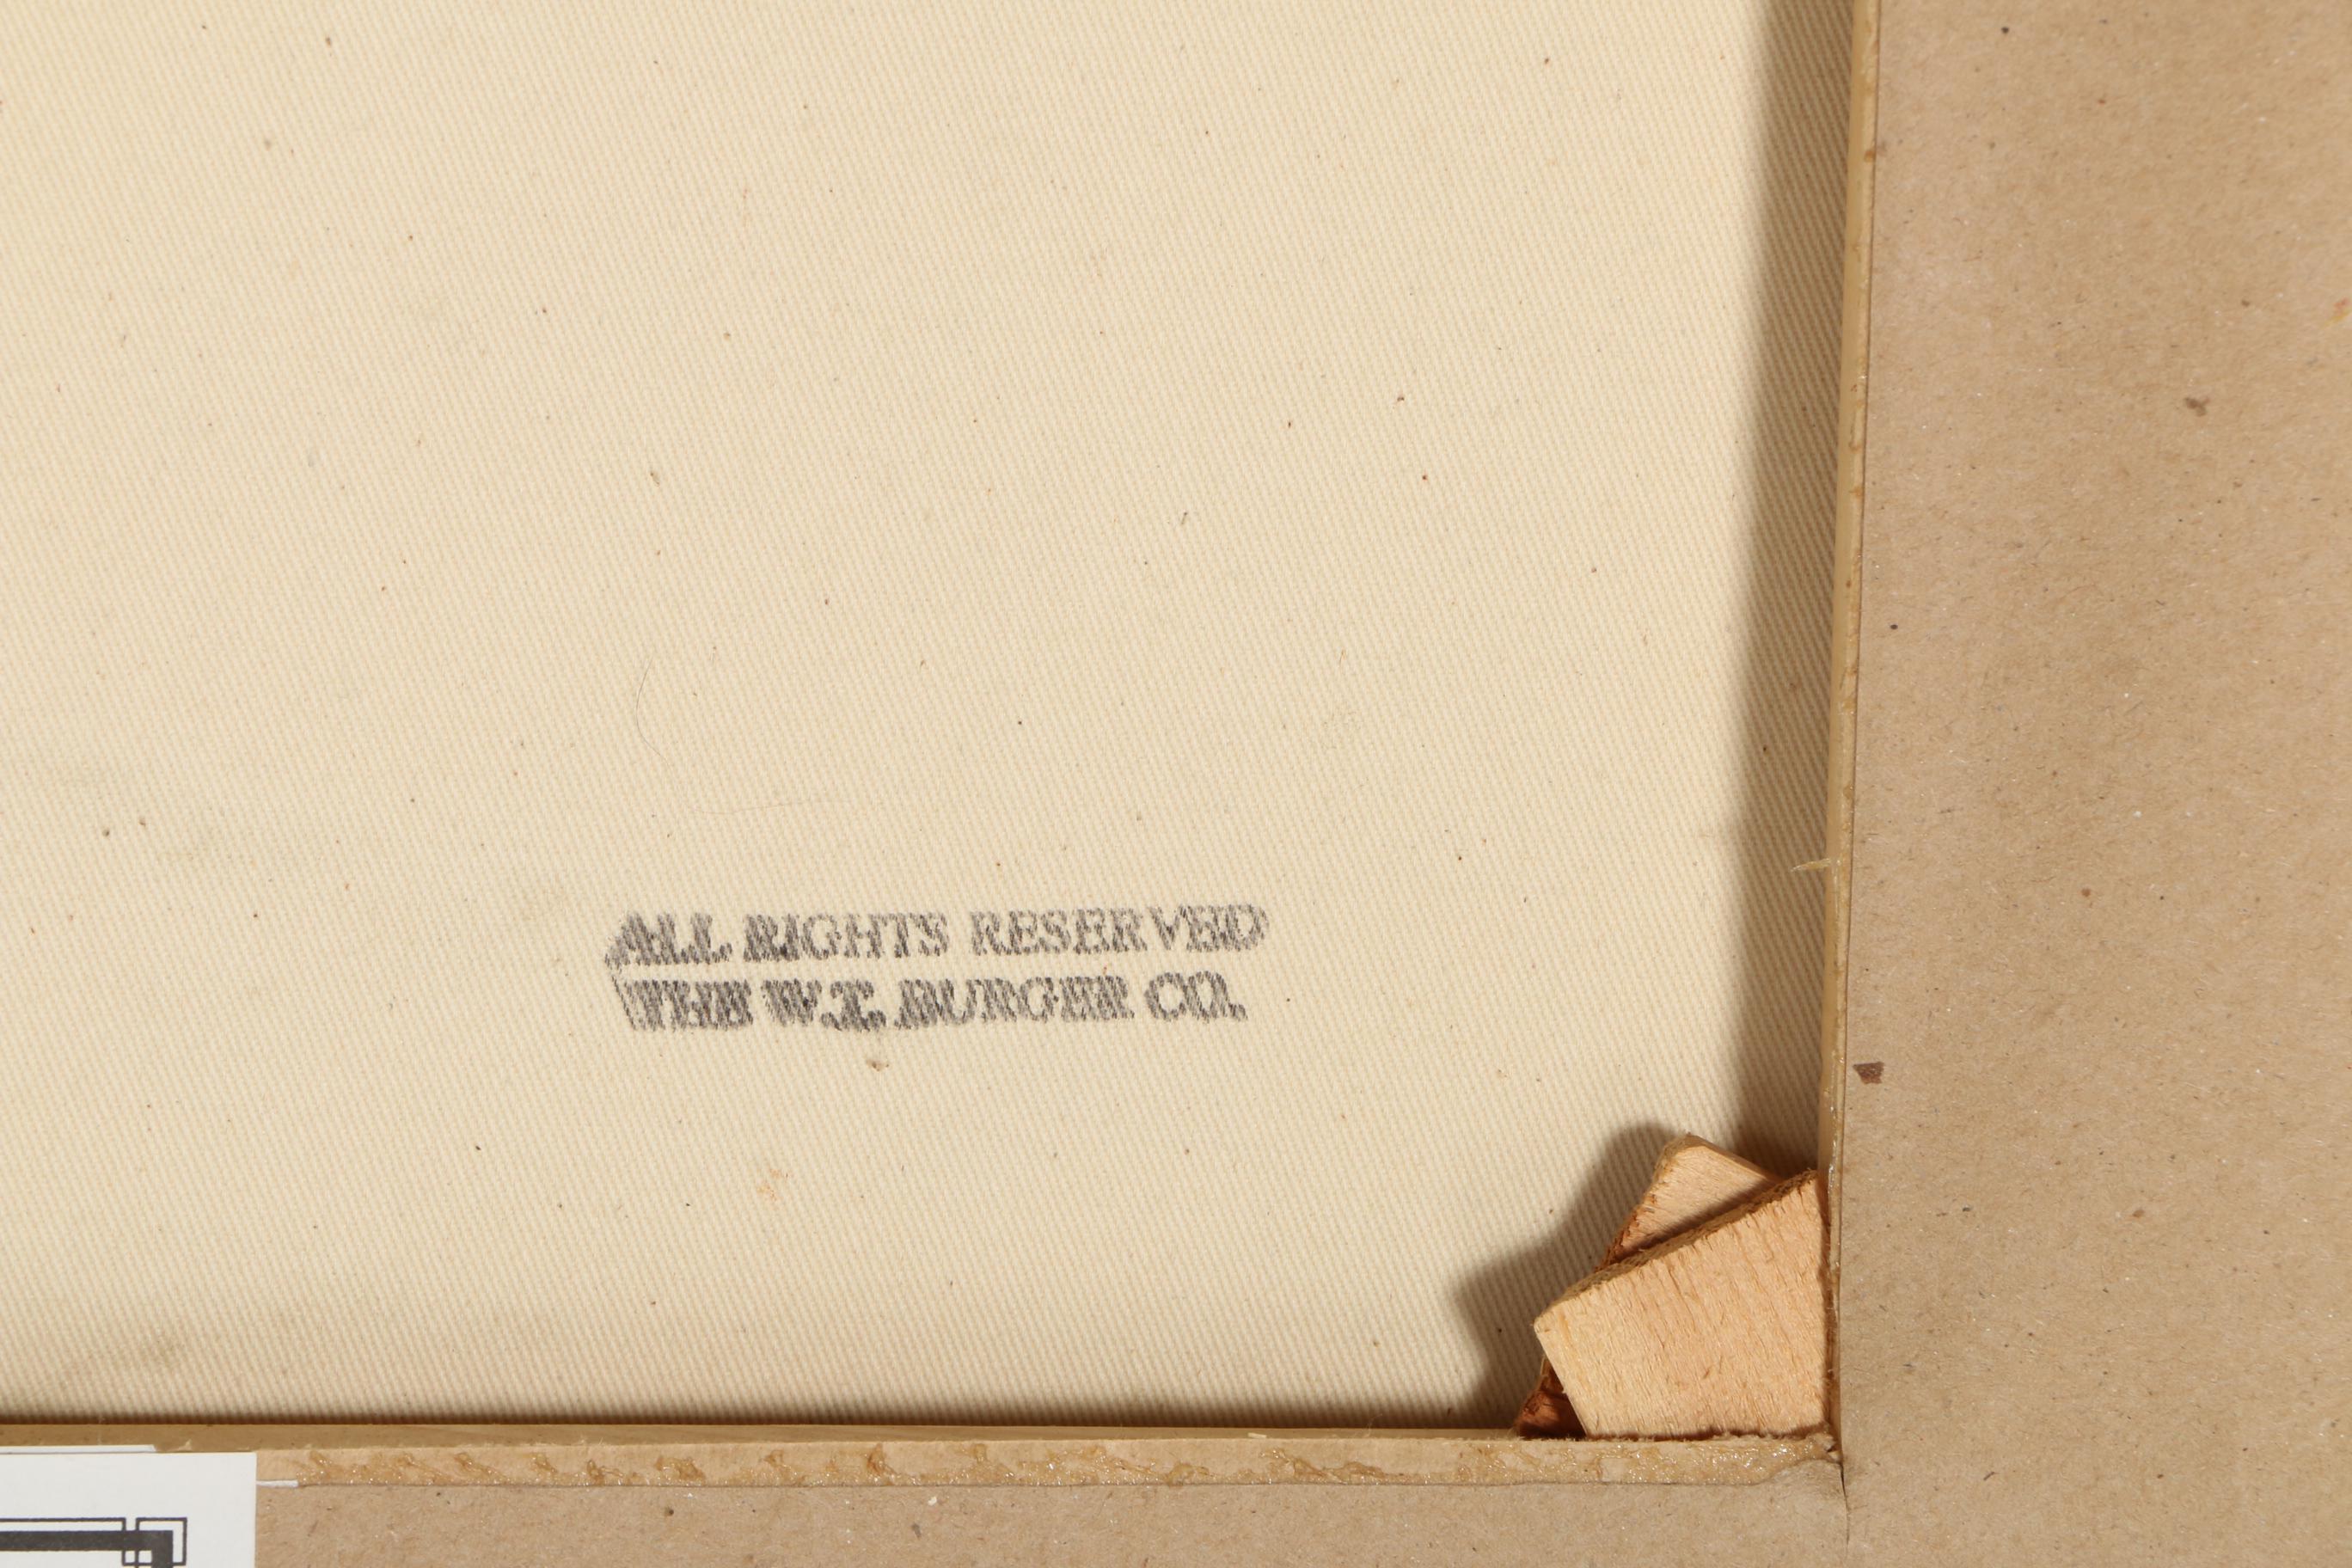 ALL RIGHTS RESERVED
THE W.T. BURGER CO.